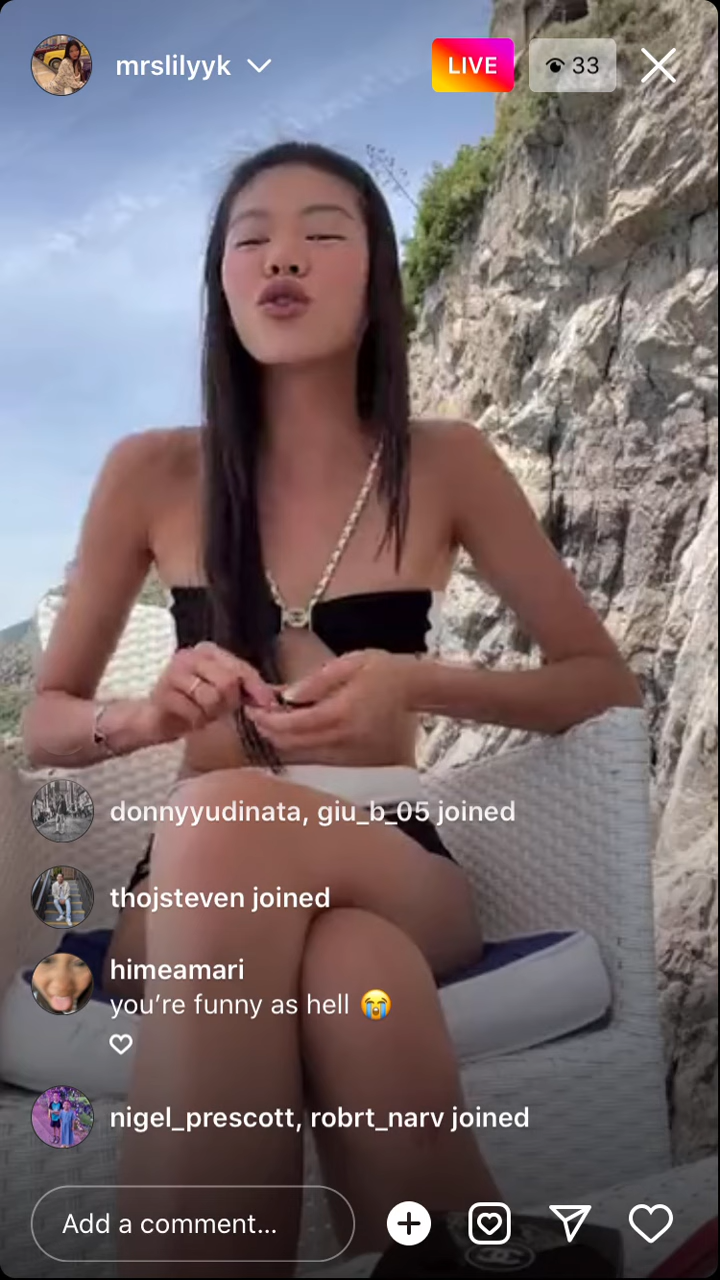 mrslilyyk
LIVE
33
donnyyudinata, giu_b_05 joined
thojsteven joined
himeamari
you’re funny as hell 😭
nigel_prescott, robrt_narv joined
Add a comment...